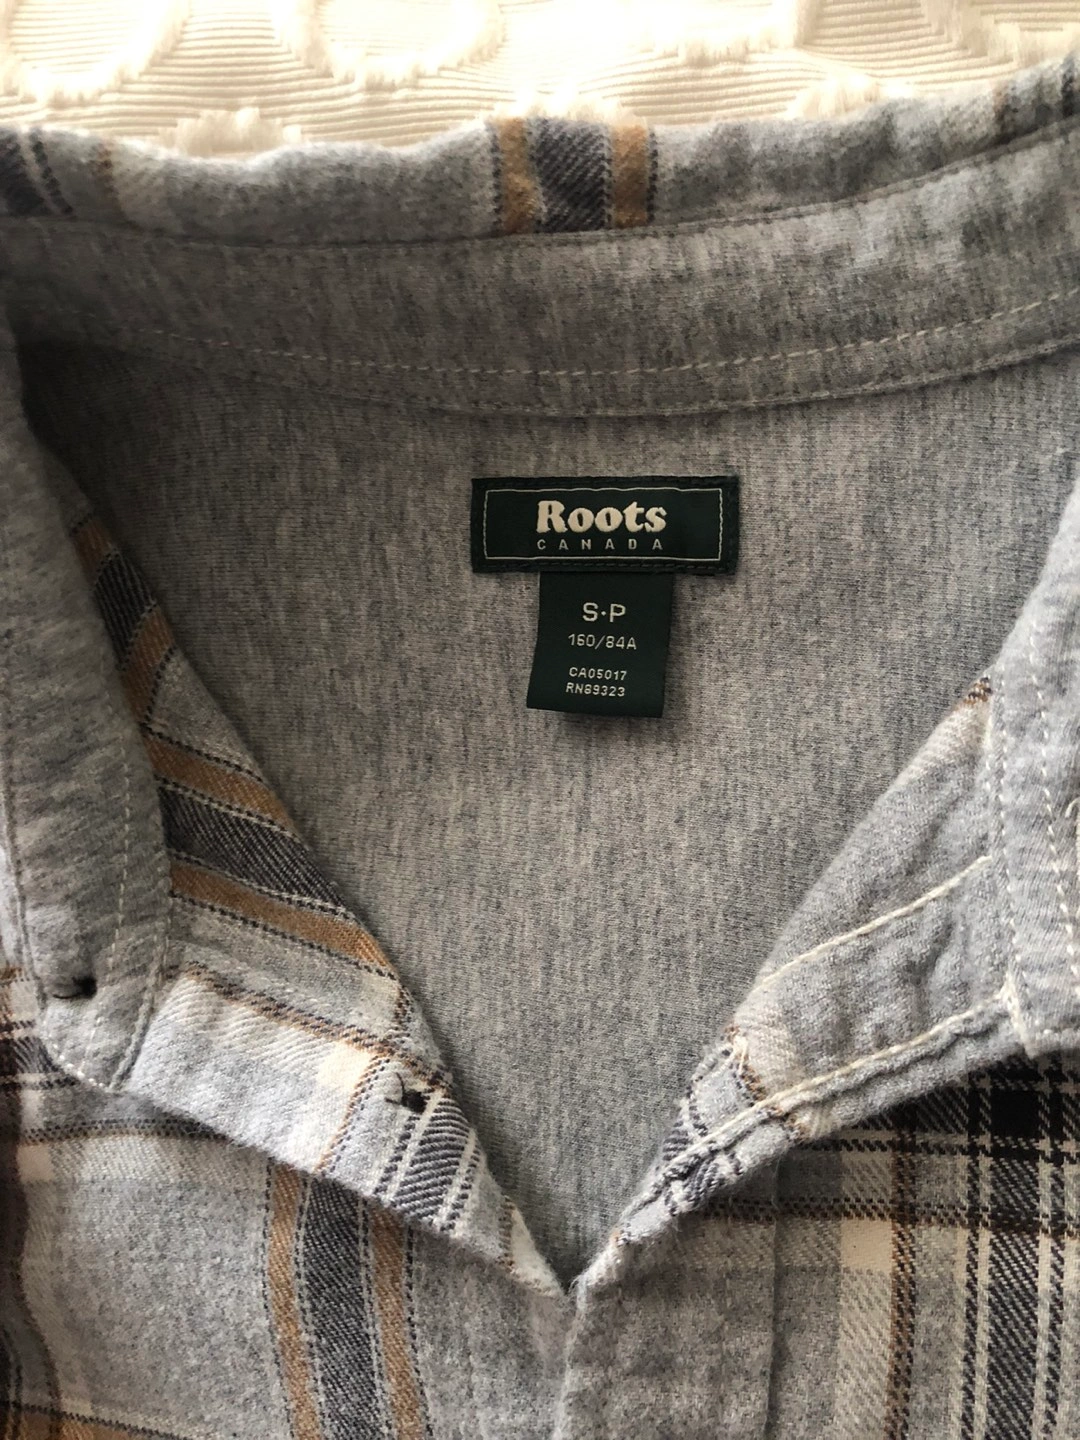 Roots
CANADA
S·P
160/84A
CA05017
RN89323